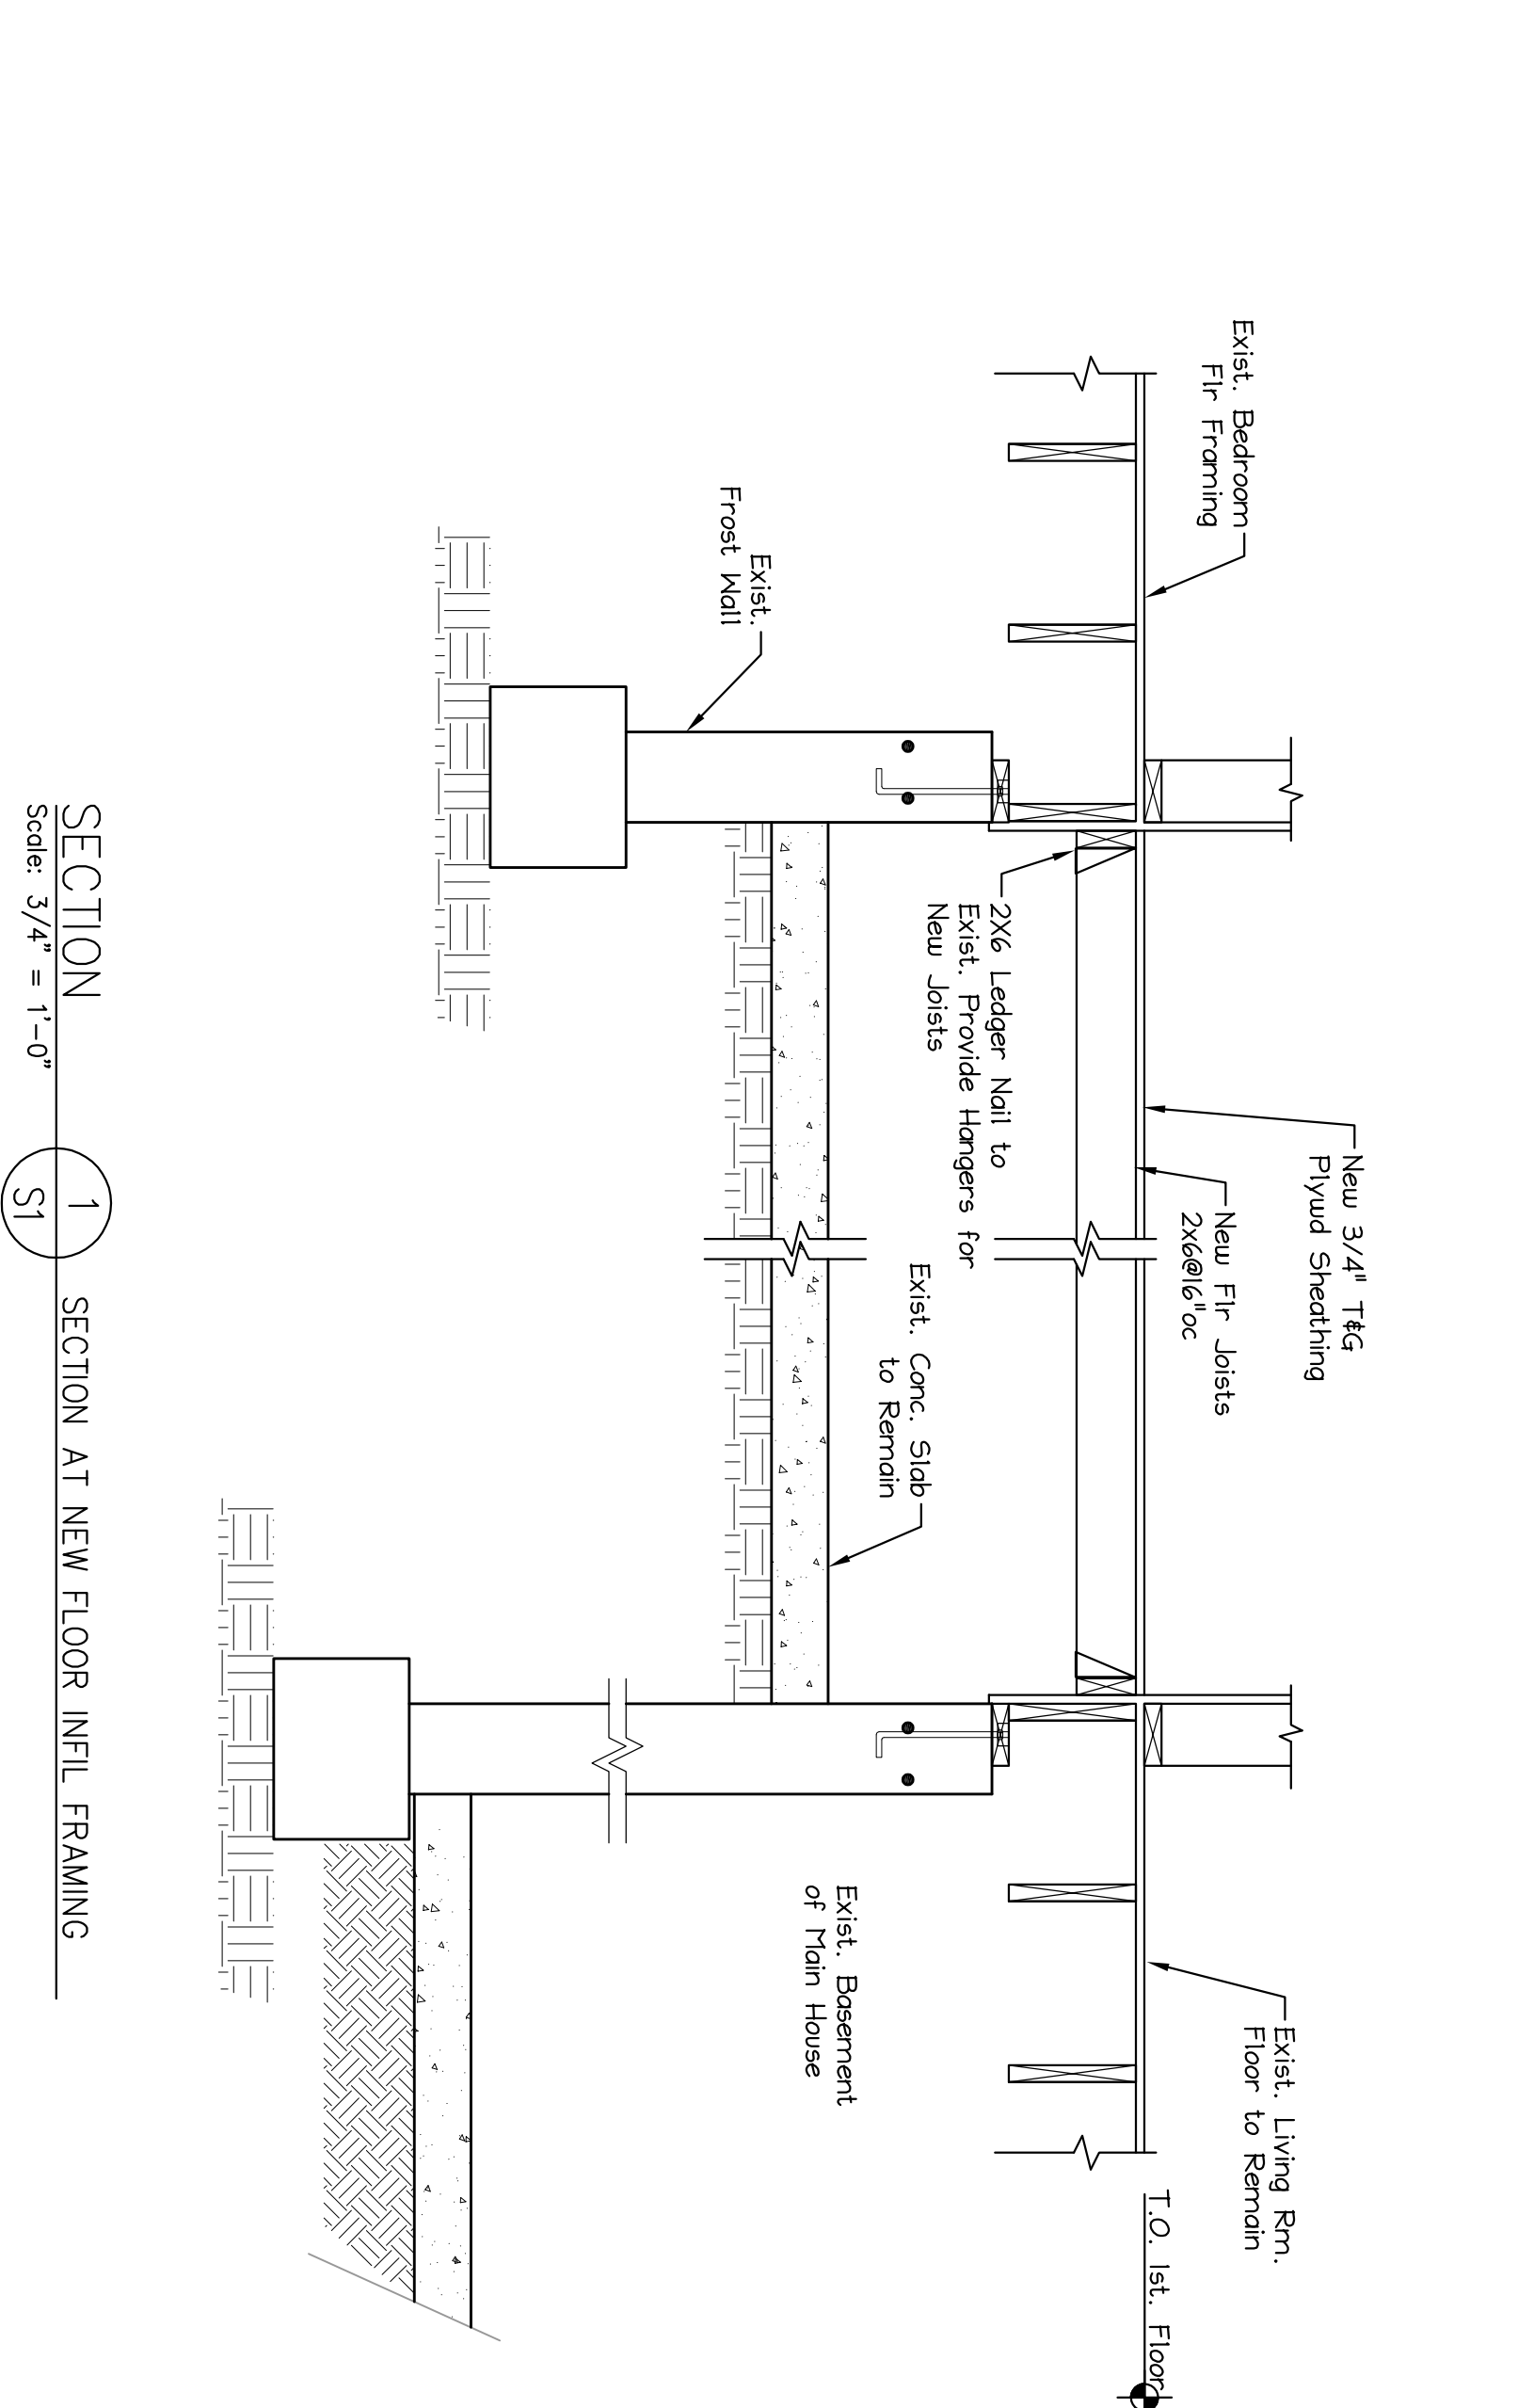 Exist. Bedroom
Flr Framing
New 3/4" T&G
Plywd Sheathing
New Flr Joists
2x6@16"oc
Exist. Living Rm.
Floor to Remain
T.O. 1st. Floor
2X6 Ledger Nail to
Exist. Provide Hangers for
New Joists
Exist. Conc. Slab
to Remain
Exist.
Frost Wall
Exist. Basement
of Main House
SECTION
Scale: 3/4" = 1'-0"
1
S1
SECTION AT NEW FLOOR INFIL FRAMING